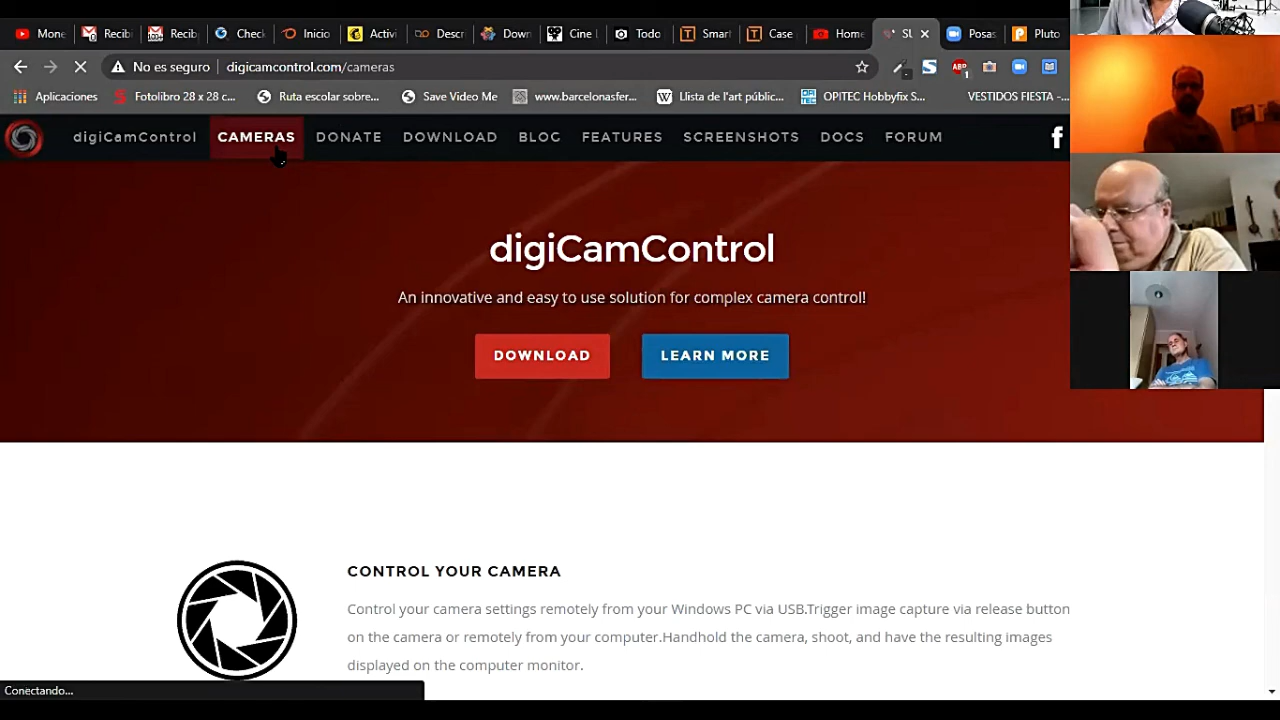 Mone Recib Recib Check Inicio Activi Descr Down Cine Todo Smar Case Home SU Posas Pluto
No es seguro digicamcontrol.com/cameras
Aplicaciones Fotolibro 28 x 28 c... Ruta escolar sobre... Save Video Me www.barcelonasfer... Llista de l'art públic... OPITEC Hobbyfix S... VESTIDOS FIESTA -...
digiCamControl CAMERAS DONATE DOWNLOAD BLOG FEATURES SCREENSHOTS DOCS FORUM
digiCamControl
An innovative and easy to use solution for complex camera control!
DOWNLOAD LEARN MORE
CONTROL YOUR CAMERA
Control your camera settings remotely from your Windows PC via USB.Trigger image capture via release button
on the camera or remotely from your computer.Handhold the camera, shoot, and have the resulting images
displayed on the computer monitor.
Conectando...